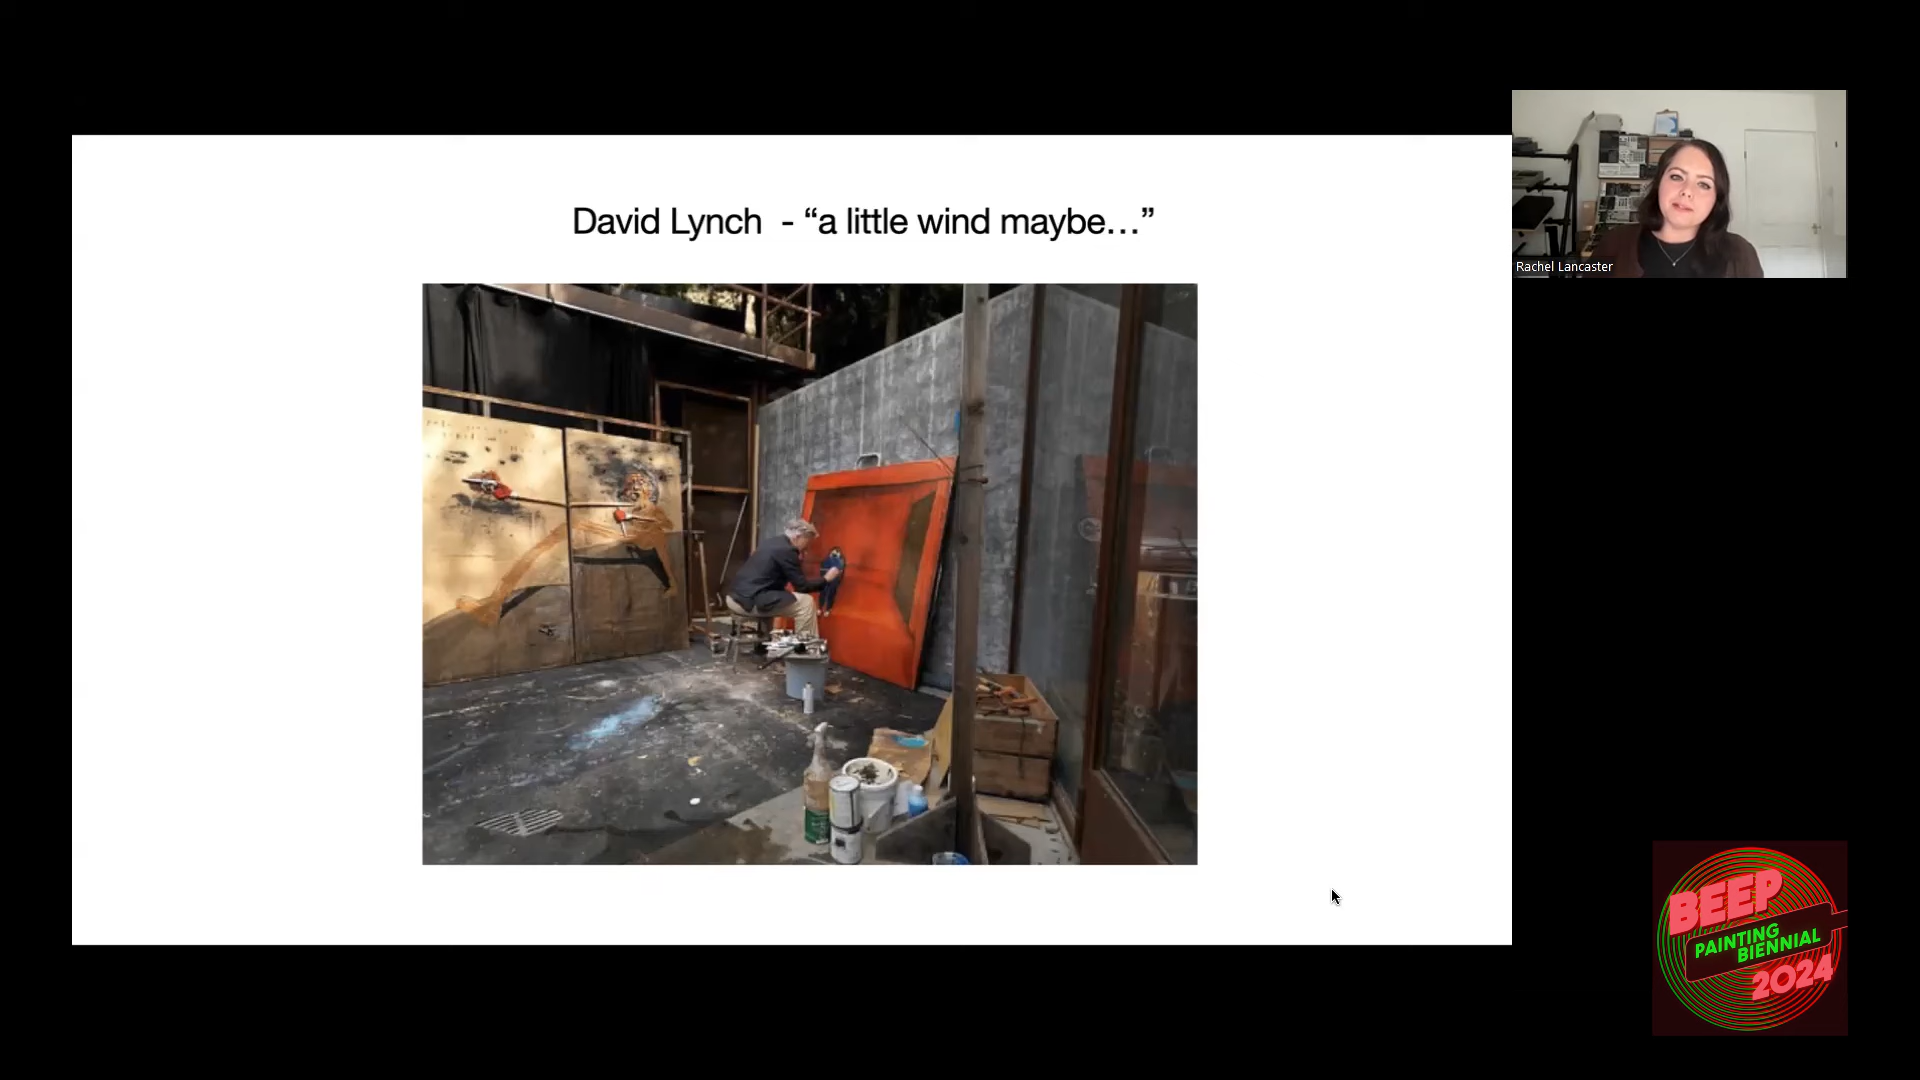 David Lynch - “a little wind maybe…”
Rachel Lancaster
BEEP
PAINTING
BIENNIAL
2024